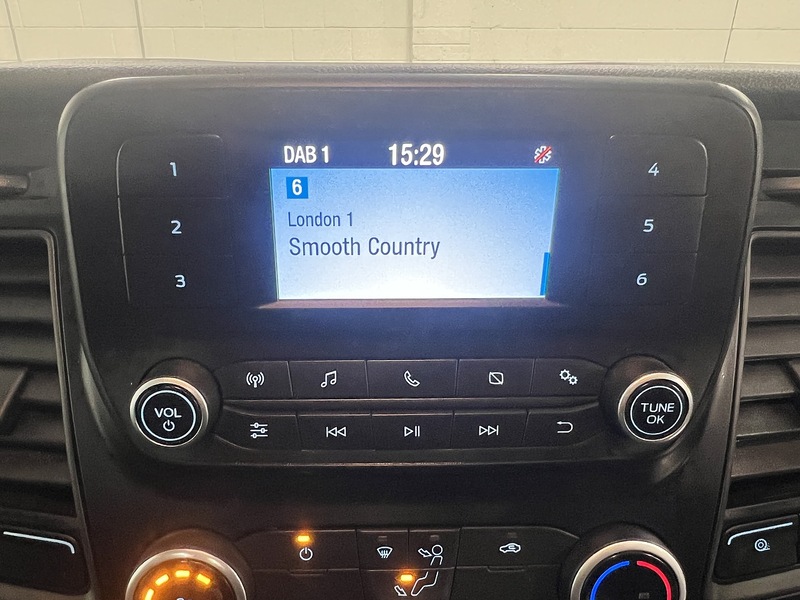 DAB 1 15:29
6
London 1
Smooth Country
1
2
3
4
5
6
VOL
TUNE
OK